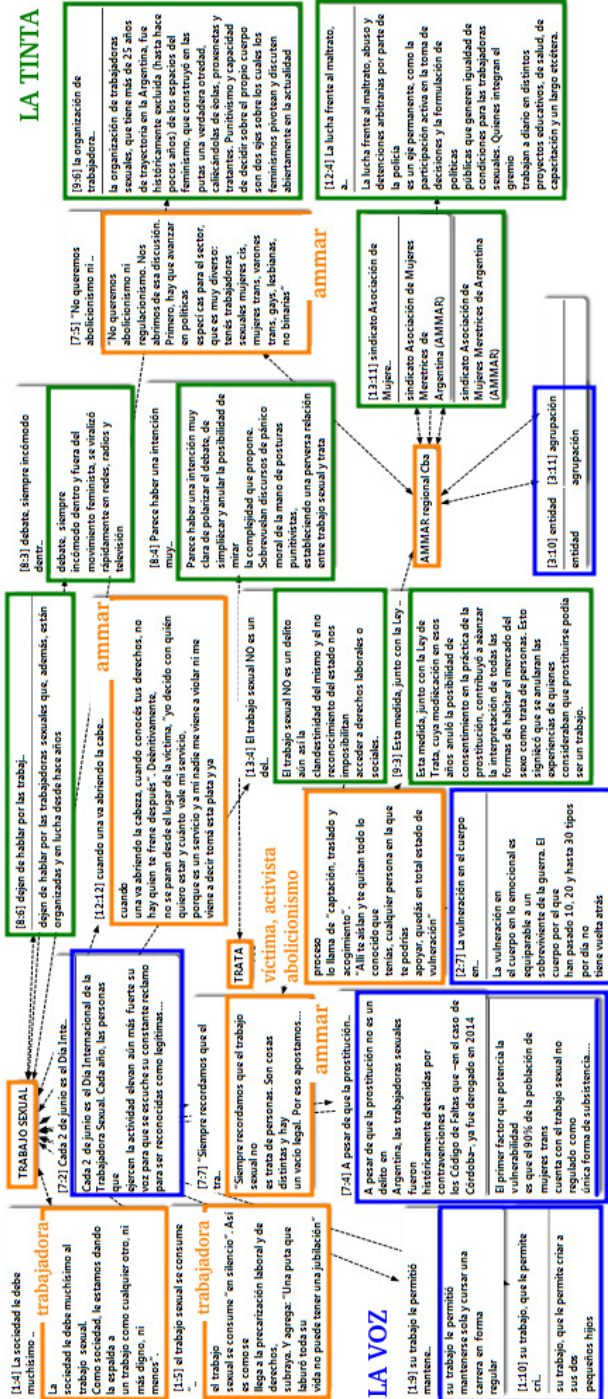 LA TINTA
TRABAJO SEXUAL
[1:4] La sociedad le debe
muchísimo ..
trabajadora
La
sociedad le debe muchísimo al
trabajo sexual.
Como sociedad, le estamos dando
la espalda a
un trabajo como cualquier otro, ni
más digno, ni
menos".
[1:5] el trabajo sexual se consume
"..
trabajadora
el trabajo
sexual se consume "en silencio". Así
es como se
llega a la precarización laboral y de
derechos,
subraya. Y agrega: "Una puta que
laburó toda su
vida no puede tener una jubilación"
LA VOZ
[1:9] su trabajo le permitió
mantene..
su trabajo le permitió
mantenerse sola y cursar una
carrera en forma
regular
[1:10] su trabajo, que le permite
cri..
su trabajo, que le permite criar a
sus dos
pequeños hijos
[7:2] Cada 2 de junio es el Día Inte..
Cada 2 de junio es el Día Internacional de la
Trabajadora Sexual. Cada año, las personas
que
ejercen la actividad elevan aún más fuerte su
voz para que se escuche su constante reclamo
para ser reconocidas como legítimas....
[7:7] "Siempre recordamos que el
tra..
"Siempre recordamos que el trabajo
sexual no
es trata de personas. Son cosas
distintas y hay
un vacío legal. Por eso apostamos...
ammar
[7:4] A pesar de que la prostitución..
A pesar de que la prostitución no es un
delito en
Argentina, las trabajadoras sexuales
fueron
históricamente detenidas por
contravenciones a
los Código de Faltas que –en el caso de
Córdoba–, ya fue derogado en 2014
El primer factor que potencia la
vulnerabilidad
es que el 90% de la población de
mujeres trans
cuenta con el trabajo sexual no
regulado como
única forma de subsistencia....
[8:6] dejen de hablar por las trabaj..
dejen de hablar por las trabajadoras sexuales que, además, están
organizadas y en lucha desde hace años
[12:12] cuando una va abriendo la cabe..
ammar
cuando
una va abriendo la cabeza, cuando conocés tus derechos, no
hay quien te frene después". Definitivamente,
no se paran desde el lugar de la víctima, "yo decido con quién
quiero estar y cuánto vale mi servicio,
porque es un servicio y a mi nadie me viene a violar ni me
viene a decir tomá esta plata y ya
TRATA
víctima, activista
abolicionismo
proceso
lo llama de "captación, traslado y
acogimiento".
"Allí te aíslan y te quitan todo lo
conocido que
tenías, cualquier persona en la que
te podrías
apoyar, quedás en total estado de
vulneración"
[2:7] La vulneración en el cuerpo
en..
La vulneración en
el cuerpo en lo emocional es
equiparable a un
sobreviviente de la guerra. El
cuerpo por el que
han pasado 10, 20 y hasta 30 tipos
por día no
tiene vuelta atrás
[13:4] El trabajo sexual NO es un
del..
El trabajo sexual NO es un delito
aún así la
clandestinidad del mismo y el no
reconocimiento del estado nos
imposibilitan
acceder a derechos laborales o
sociales.
[9:3] Esta medida, junto con la Ley ..
Esta medida, junto con la Ley de
Trata, cuya modificación en esos
años anuló la posibilidad de
consentimiento en la práctica de la
prostitución, contribuyó a afianzar
la interpretación de todas las
formas de habitar el mercado del
sexo como trata de personas. Esto
significó que se anularan las
experiencias de quienes
consideraban que prostituirse podía
ser un trabajo.
[8:3] debate, siempre incómodo
dentr..
debate, siempre
incómodo dentro y fuera del
movimiento feminista, se viralizó
rápidamente en redes, radios y
televisión
[8:4] Parece haber una intención
muy..
Parece haber una intención muy
clara de polarizar el debate, de
simplificar y anular la posibilidad de
mirar
la complejidad que propone.
Sobrevuelan discursos de pánico
moral de la mano de posturas
punitivistas,
estableciendo una perversa relación
entre trabajo sexual y trata
AMMAR regional Cba
[3:10] entidad
entidad
[3:11] agrupación
agrupación
[7:5] "No queremos
abolicionismo ni ..
"No queremos
abolicionismo ni
regulacionismo. Nos
abrimos de esa discusión.
Primero, hay que avanzar
en políticas
especí cas para el sector,
que es muy diverso:
tenés trabajadoras
sexuales mujeres cis,
mujeres trans, varones
trans, gays, lesbianas,
no binarias"
ammar
[13:11] sindicato Asociación de
Mujere..
sindicato Asociación de Mujeres
Meretrices de
Argentina (AMMAR)
sindicato Asociación de
Mujeres Meretrices de Argentina
(AMMAR)
[9:6] la organización de
trabajadora..
la organización de trabajadoras
sexuales, que tiene más de 25 años
de trayectoria en la Argentina, fue
históricamente excluida (hasta hace
pocos años) de los espacios del
feminismo, que construyó en las
putas una verdadera otredad,
proxenetas y
tratantes. Punitivismo y capacidad
de decidir sobre el propio cuerpo
son dos ejes sobre los cuales los
feminismos pivotean y discuten
abiertamente en la actualidad
[12:4] La lucha frente al maltrato,
a..
La lucha frente al maltrato, abuso y
detenciones arbitrarias por parte de
la policía
es un eje permanente, como la
participación activa en la toma de
decisiones y la formulación de
políticas
públicas que generen igualdad de
condiciones para las trabajadoras
sexuales. Quienes integran el
gremio
trabajan a diario en distintos
proyectos educativos, de salud, de
capacitación y un largo etcétera.